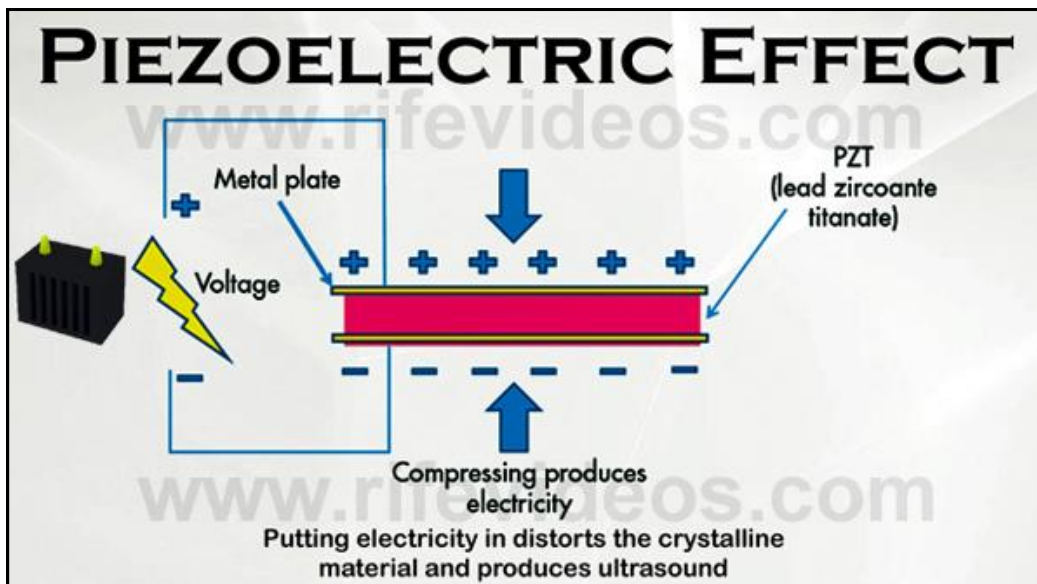 PIEZOELECTRIC EFFECT
www.rifevideos.com
Metal plate
PZT
(lead zircoante
titanate)
+
+ + + + + +
Voltage
-
- - - - - -
Compressing produces
electricity
www.rifevideos.com
Putting electricity in distorts the crystalline
material and produces ultrasound